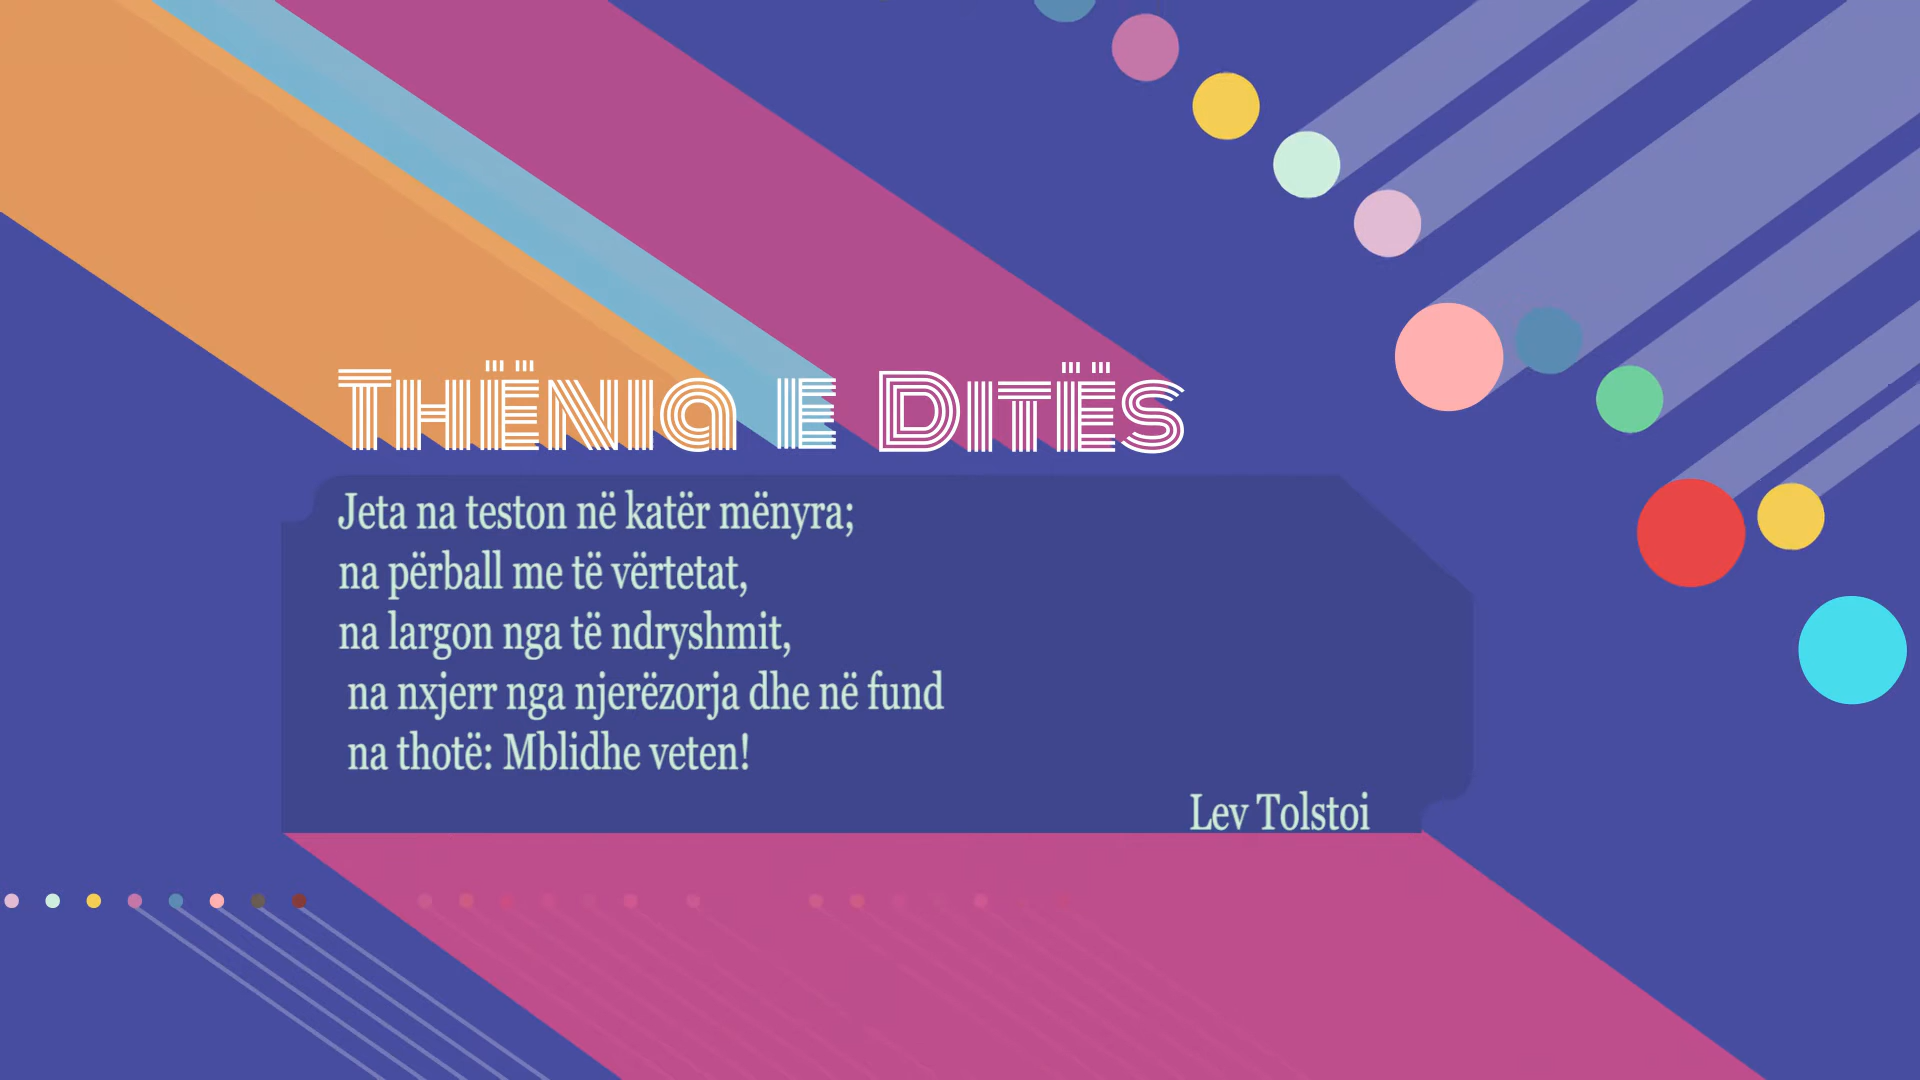 Thënia e Ditës
Jeta na teston në katër mënyra;
na përball me të vërtetat,
na largon nga të ndryshmit,
na nxjerr nga njerëzorja dhe në fund
na thotë: Mblidhe veten!
Lev Tolstoi